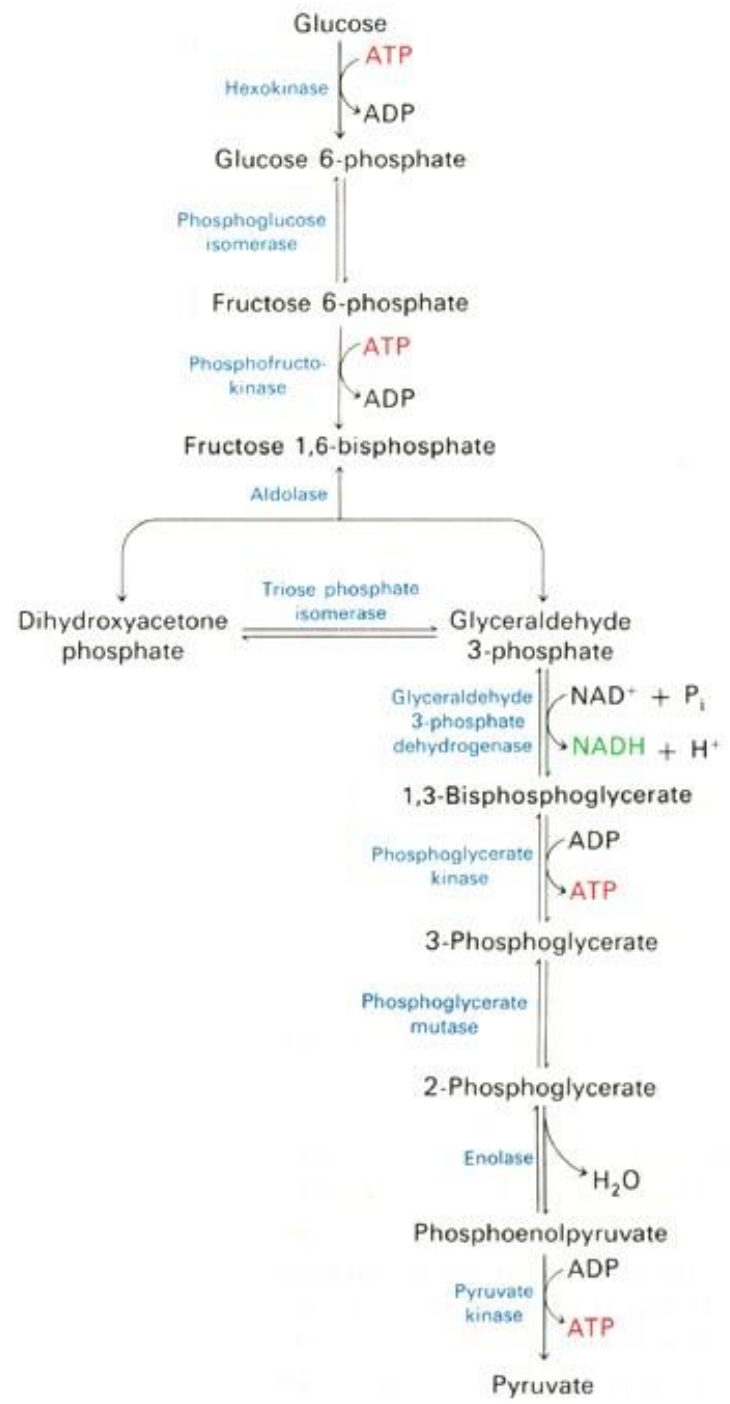 Glucose
ATP
Hexokinase
ADP
Glucose 6-phosphate
Phosphoglucose
isomerase
Fructose 6-phosphate
ATP
Phosphofructo-
kinase
ADP
Fructose 1,6-bisphosphate
Aldolase
Triose phosphate
isomerase
Dihydroxyacetone
phosphate
Glyceraldehyde
3-phosphate
Glyceraldehyde
3-phosphate
dehydrogenase
NAD⁺ + Pᵢ
NADH + H⁺
1,3-Bisphosphoglycerate
ADP
Phosphoglycerate
kinase
ATP
3-Phosphoglycerate
Phosphoglycerate
mutase
2-Phosphoglycerate
Enolase
H₂O
Phosphoenolpyruvate
ADP
Pyruvate
kinase
ATP
Pyruvate